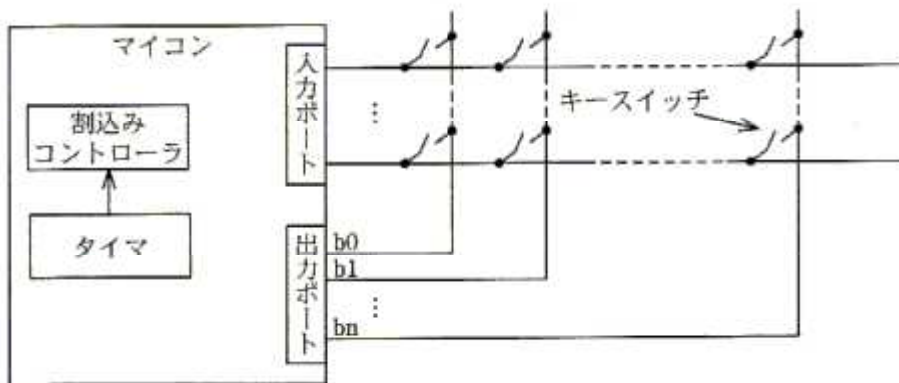 マイコン
入力ポート
割込み
コントローラ
タイマ
出力ポート
b0
b1
bn
キースイッチ